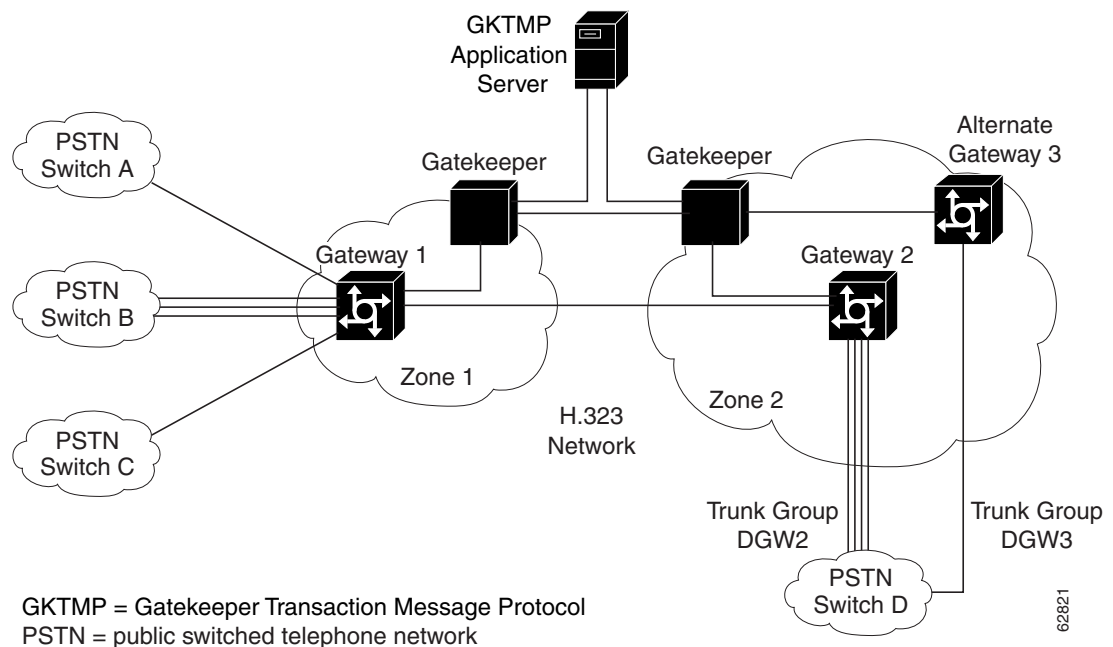 GKTMP
Application
Server
PSTN
Switch A
Gatekeeper
Gatekeeper
Alternate
Gateway 3
Gateway 1
Gateway 2
PSTN
Switch B
Zone 1
Zone 2
H.323
Network
PSTN
Switch C
Trunk Group
DGW2
Trunk Group
DGW3
PSTN
Switch D
GKTMP = Gatekeeper Transaction Message Protocol
PSTN = public switched telephone network
62821